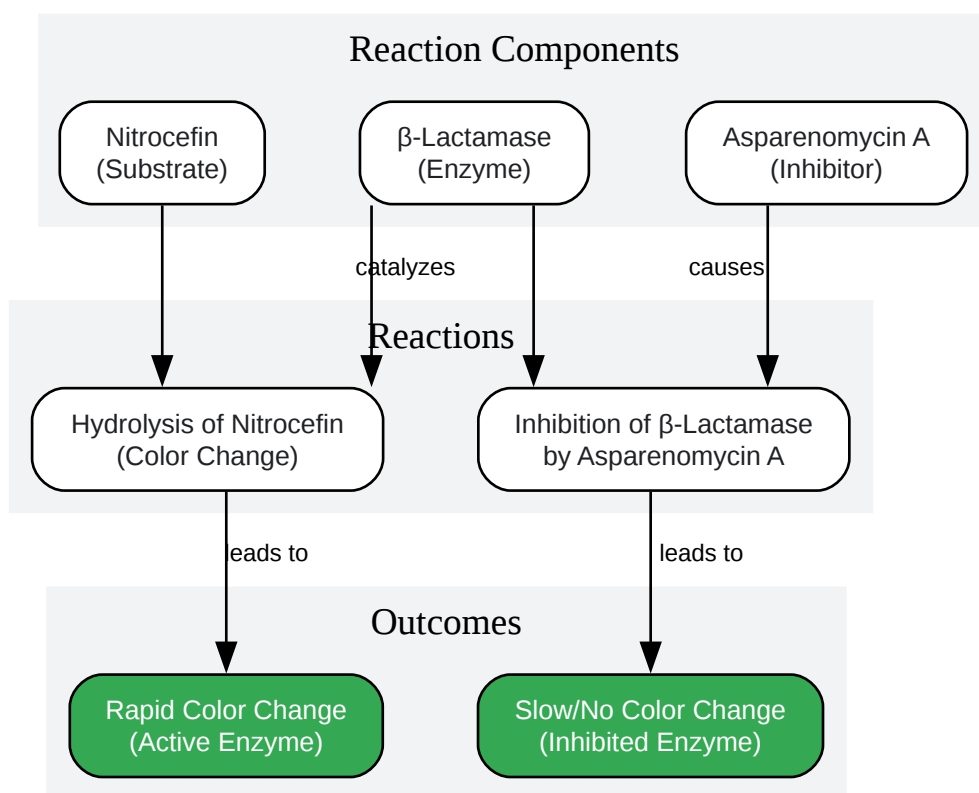 Reaction Components
Nitrocefin
(Substrate)
β-Lactamase
(Enzyme)
Asparenomycin A
(Inhibitor)
catalyzes
causes
Reactions
Hydrolysis of Nitrocefin
(Color Change)
Inhibition of β-Lactamase
by Asparenomycin A
leads to
leads to
Outcomes
Rapid Color Change
(Active Enzyme)
Slow/No Color Change
(Inhibited Enzyme)